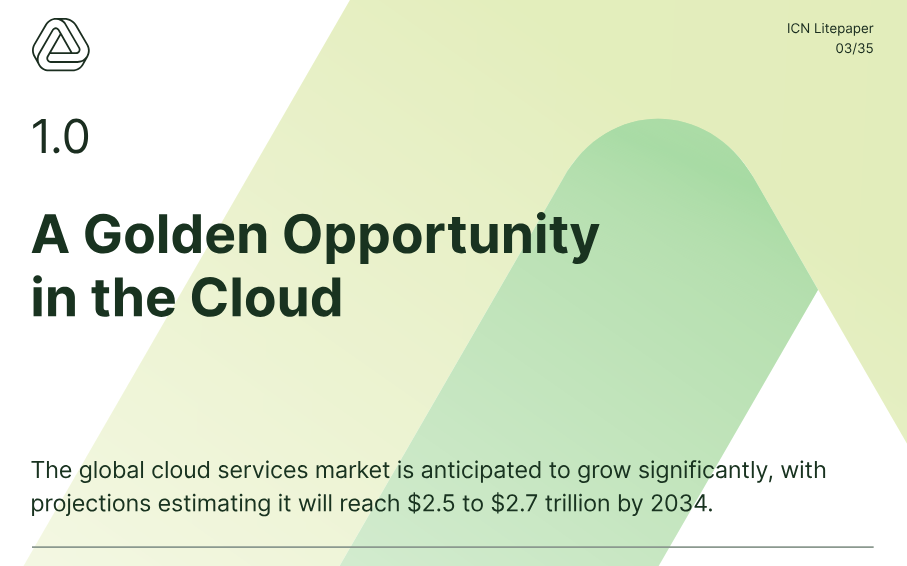 ICN Litepaper
03/35
1.0
A Golden Opportunity
in the Cloud
The global cloud services market is anticipated to grow significantly, with
projections estimating it will reach $2.5 to $2.7 trillion by 2034.